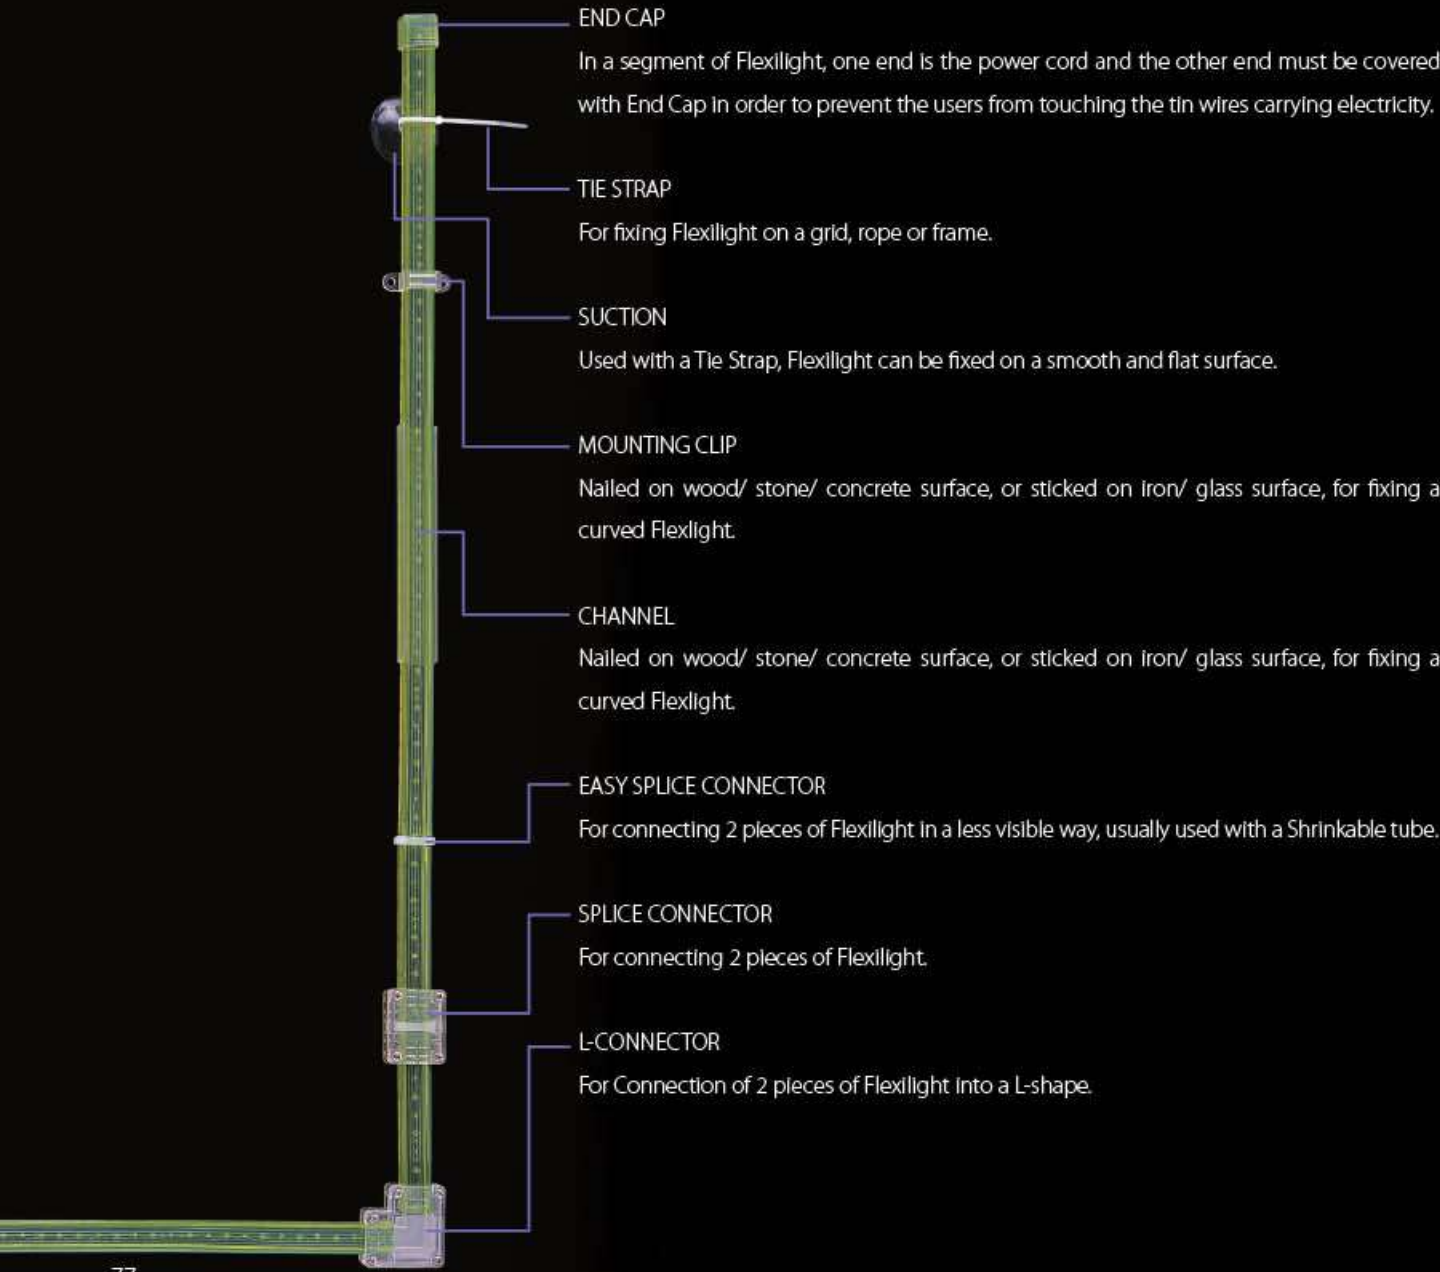 END CAP
In a segment of Flexilight, one end is the power cord and the other end must be covered
with End Cap in order to prevent the users from touching the tin wires carrying electricity.
TIE STRAP
For fixing Flexilight on a grid, rope or frame.
SUCTION
Used with a Tie Strap, Flexilight can be fixed on a smooth and flat surface.
MOUNTING CLIP
Nailed on wood/ stone/ concrete surface, or sticked on iron/ glass surface, for fixing a
curved Flexlight.
CHANNEL
Nailed on wood/ stone/ concrete surface, or sticked on iron/ glass surface, for fixing a
curved Flexlight.
EASY SPLICE CONNECTOR
For connecting 2 pieces of Flexilight in a less visible way, usually used with a Shrinkable tube.
SPLICE CONNECTOR
For connecting 2 pieces of Flexilight.
L-CONNECTOR
For Connection of 2 pieces of Flexilight into a L-shape.